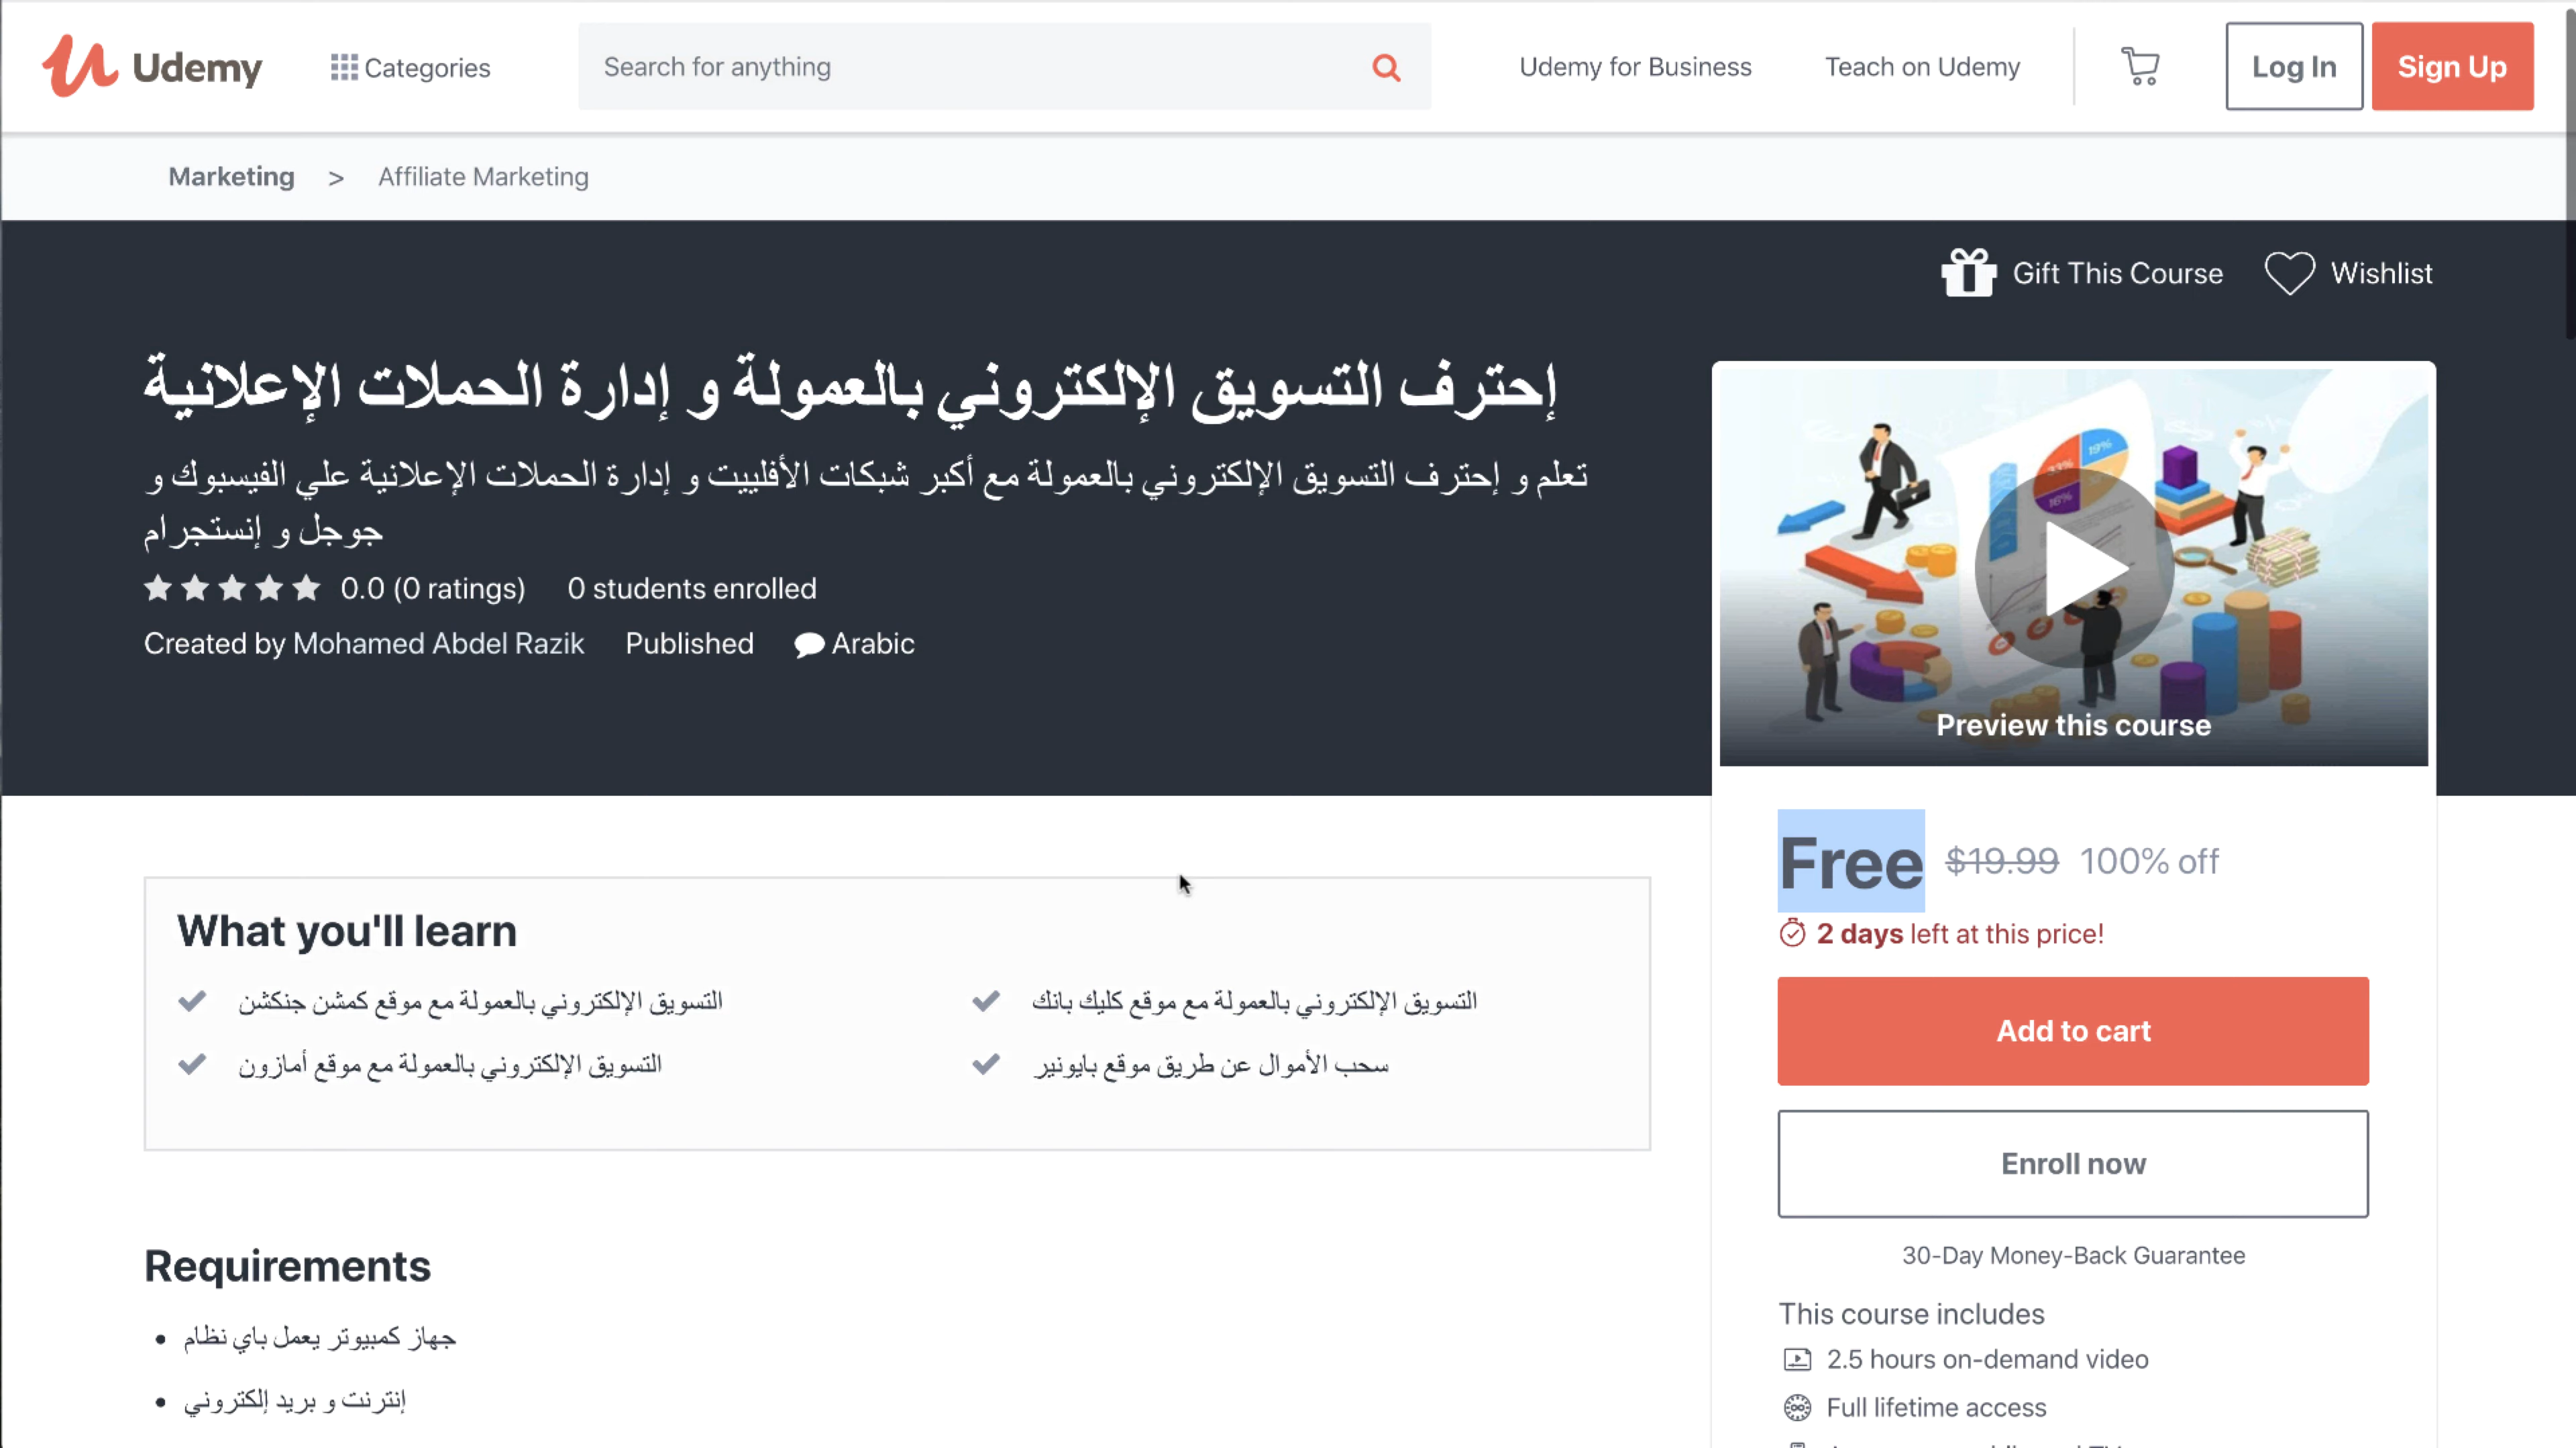 Udemy
Categories
Search for anything
Udemy for Business
Teach on Udemy
Log In
Sign Up
Marketing > Affiliate Marketing
Gift This Course
Wishlist
إحترف التسويق الإلكتروني بالعمولة و إدارة الحملات الإعلانية
تعلم و إحترف التسويق الإلكتروني بالعمولة مع أكبر شبكات الأفلييت و إدارة الحملات الإعلانية علي الفيسبوك و
جوجل و إنستجرام
0.0 (0 ratings) 0 students enrolled
Created by Mohamed Abdel Razik Published Arabic
19%
33%
16%
Preview this course
Free $19.99 100% off
2 days left at this price!
Add to cart
Enroll now
30-Day Money-Back Guarantee
This course includes
2.5 hours on-demand video
Full lifetime access
What you'll learn
التسويق الإلكتروني بالعمولة مع موقع كمشن جنكشن
التسويق الإلكتروني بالعمولة مع موقع كليك بانك
التسويق الإلكتروني بالعمولة مع موقع أمازون
سحب الأموال عن طريق موقع بايونير
Requirements
جهاز كمبيوتر يعمل باي نظام
إنترنت و بريد إلكتروني